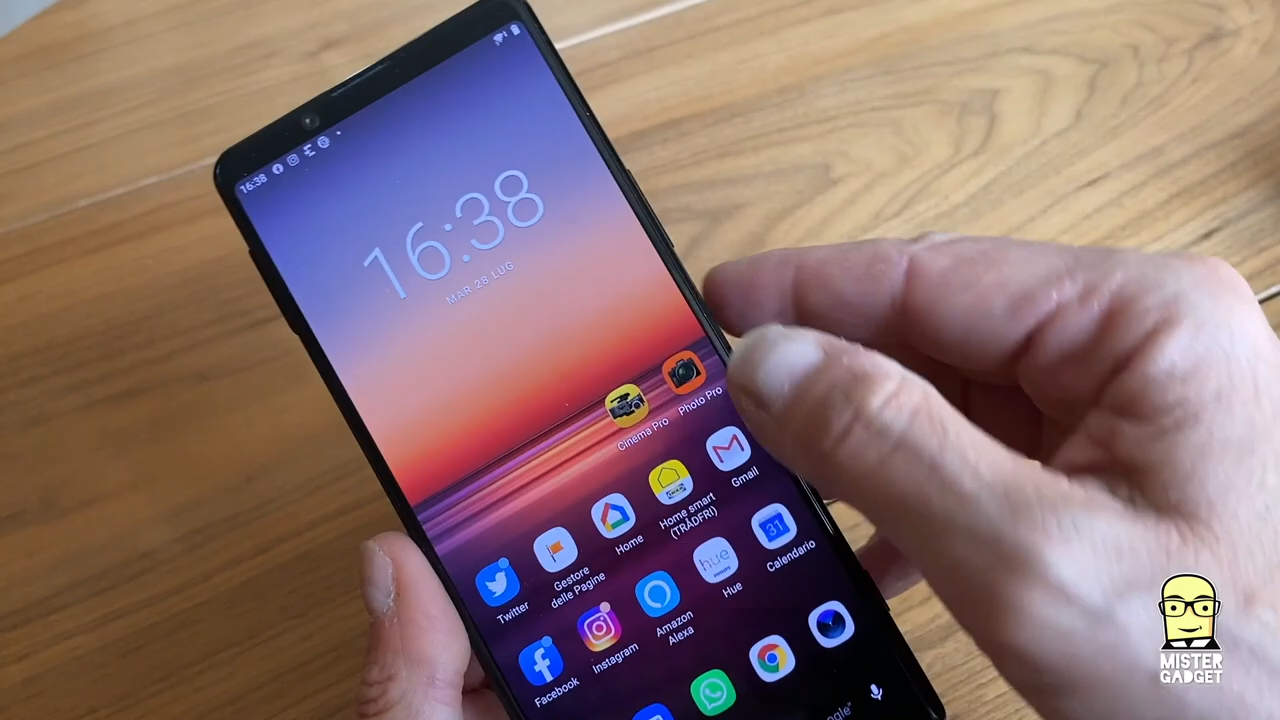 16:38
16:38
MAR 28 LUG
Cinema Pro
Photo Pro
Twitter
Gestore
delle Pagine
Home
Home smart
(TRÅDFRI)
Gmail
Facebook
Instagram
Amazon
Alexa
hue
Hue
31
Calendario
MISTER
GADGET